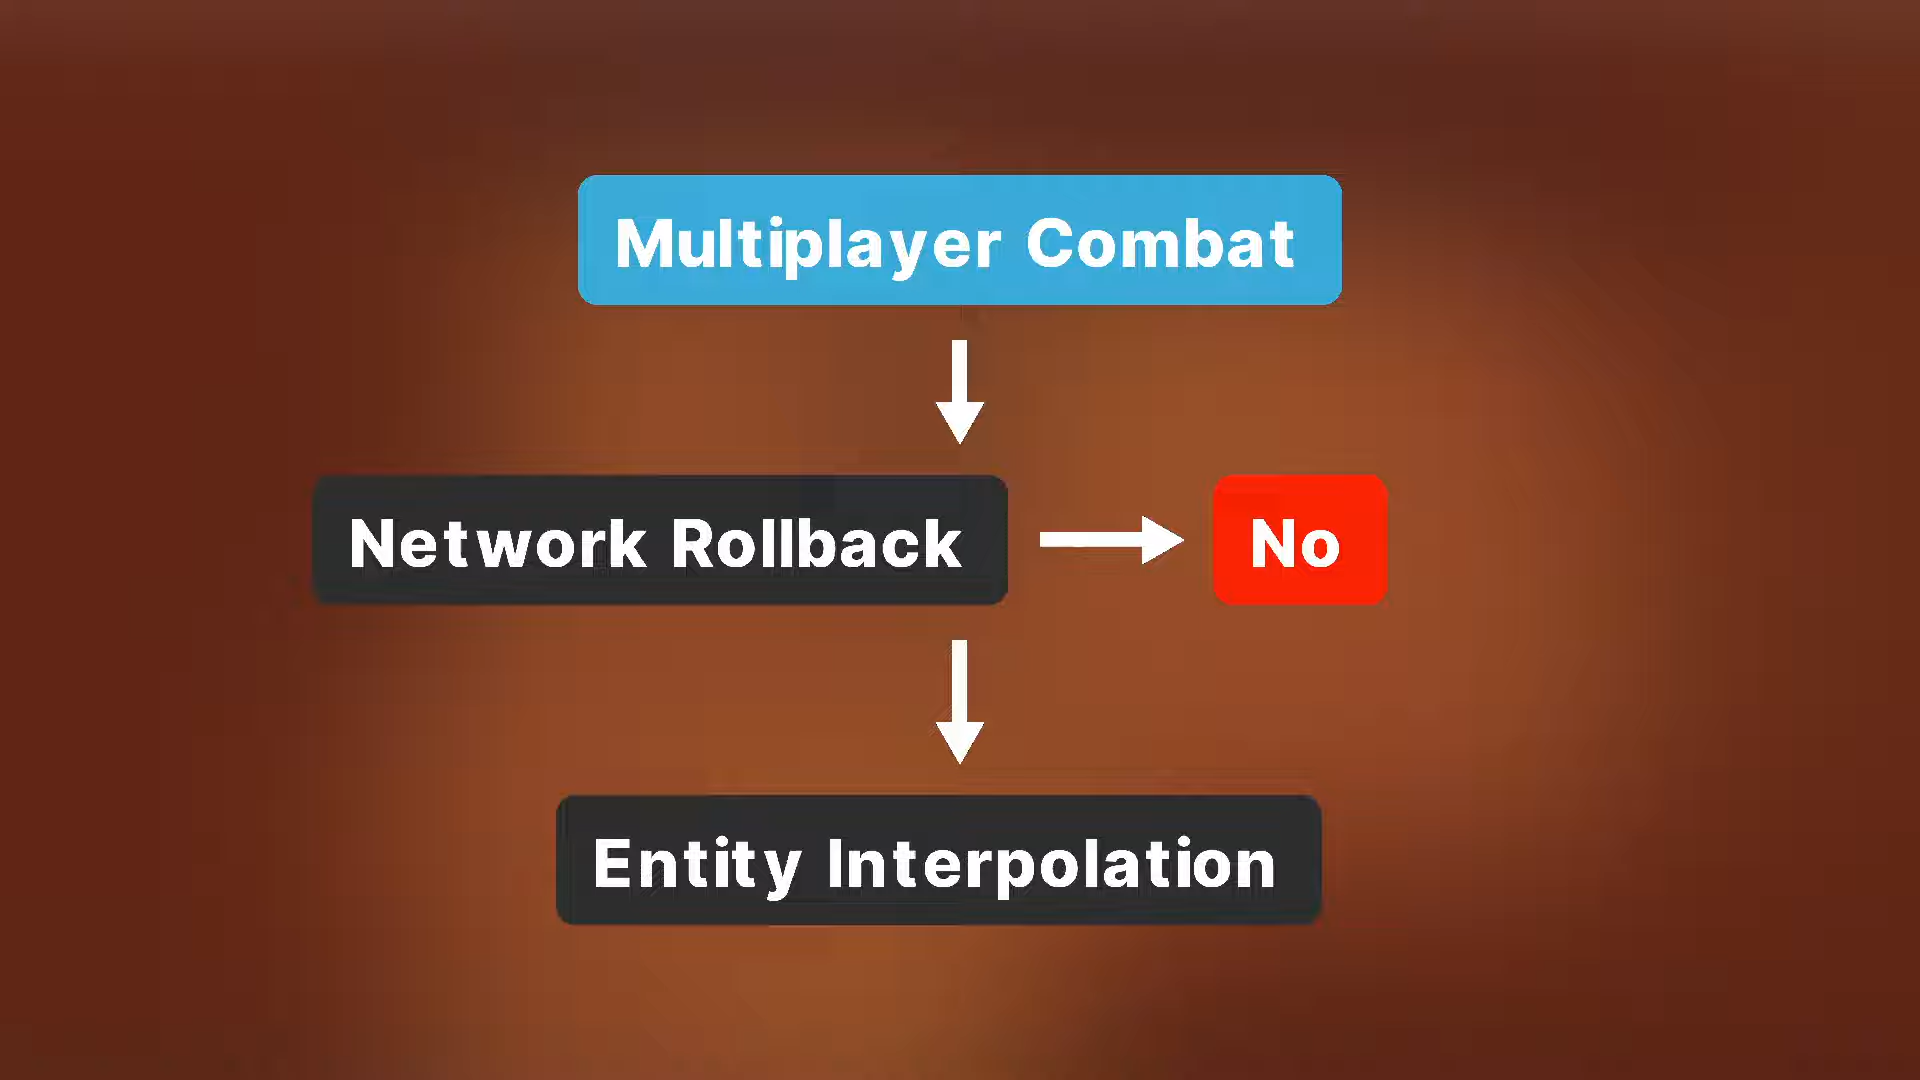 Multiplayer Combat
Network Rollback
No
Entity Interpolation